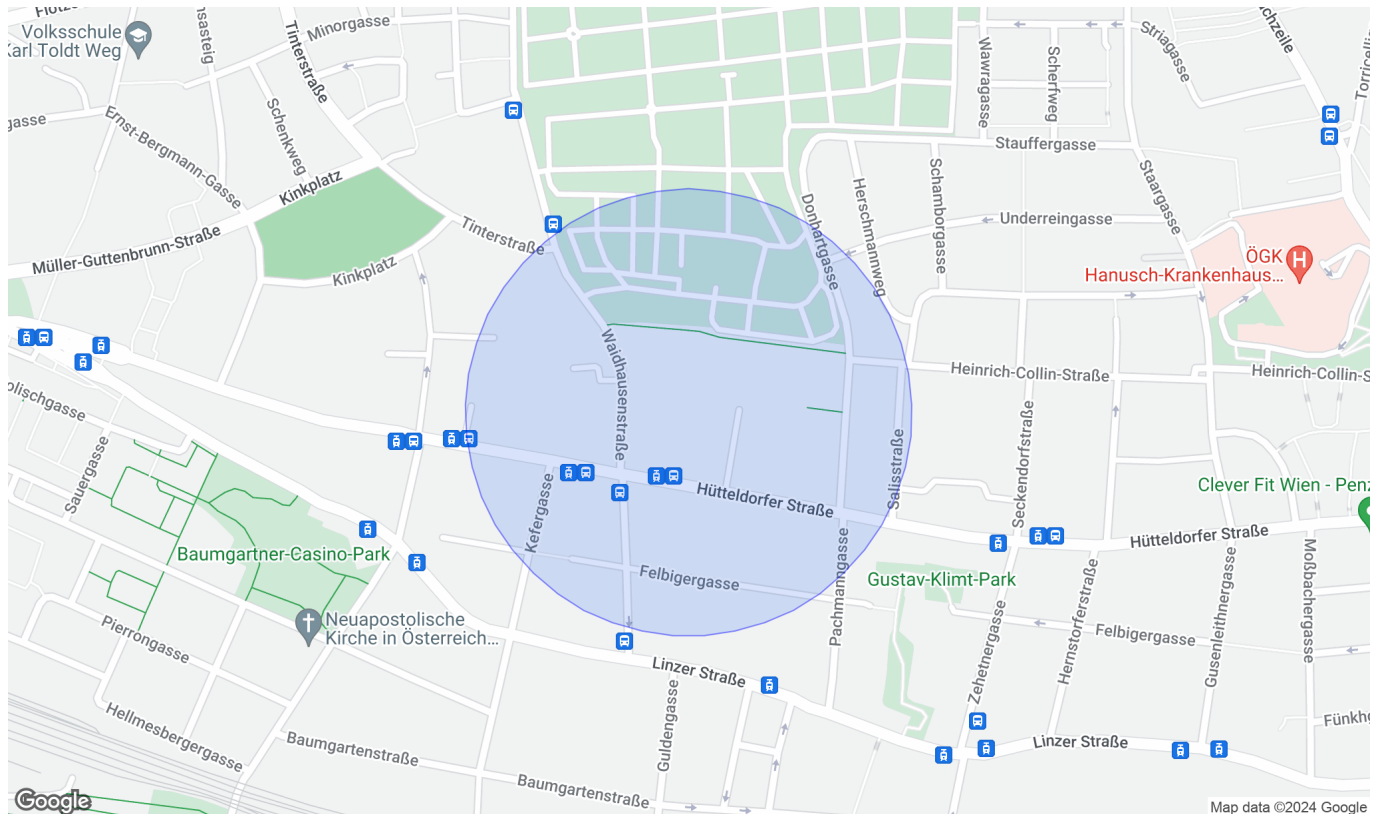 Volksschule
Karl Toldt Weg
Minorgasse
Tinterstraße
Schenkweg
Ernst-Bergmann-Gasse
Kinkplatz
Müller-Guttenbrunn-Straße
Kinkplatz
Tinterstraße
Wawragasse
Scherfweg
Striagasse
Stauffergasse
Staargasse
Schamborgasse
Herschmannweg
Donhartgasse
Underreingasse
ÖGK
Hanusch-Krankenhaus...
Waidhausenstraße
Heinrich-Collin-Straße
Heinrich-Collin-S
Sauergasse
Salisstraße
Seckendorfstraße
Kefergasse
Hütteldorfer Straße
Clever Fit Wien - Penz
Hütteldorfer Straße
Baumgartner-Casino-Park
Felbigergasse
Gustav-Klimt-Park
Pachmanngasse
Neuapostolische
Kirche in Österreich...
Pierrongasse
Felbigergasse
Zehetnergasse
Hernstorferstraße
Gusenleithnergasse
Moßbachergasse
Linzer Straße
Guldengasse
Hellmesbergergasse
Baumgartenstraße
Linzer Straße
Fünkh
Baumgartenstraße
Google
Map data ©2024 Google